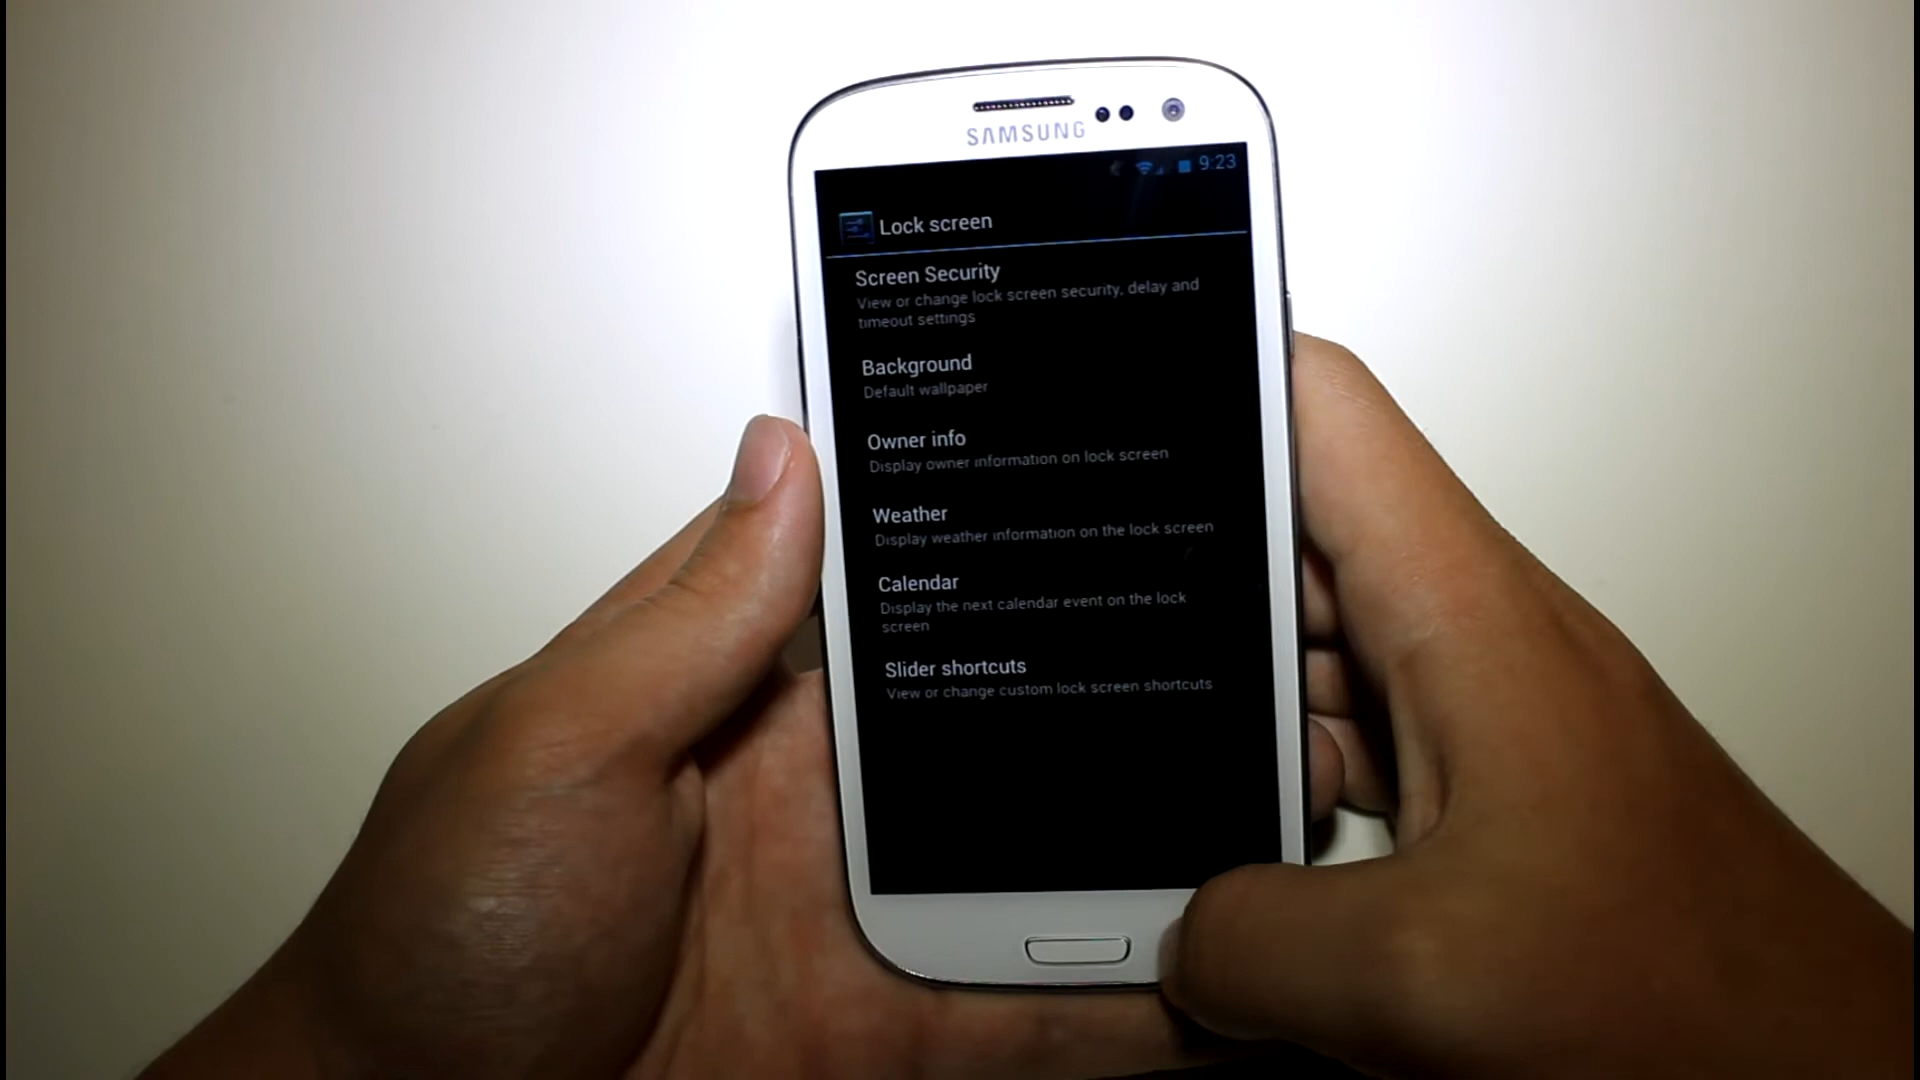 SAMSUNG
9:23
Lock screen
Screen Security
View or change lock screen security, delay and
timeout settings
Background
Default wallpaper
Owner info
Display owner information on lock screen
Weather
Display weather information on the lock screen
Calendar
Display the next calendar event on the lock
screen
Slider shortcuts
View or change custom lock screen shortcuts